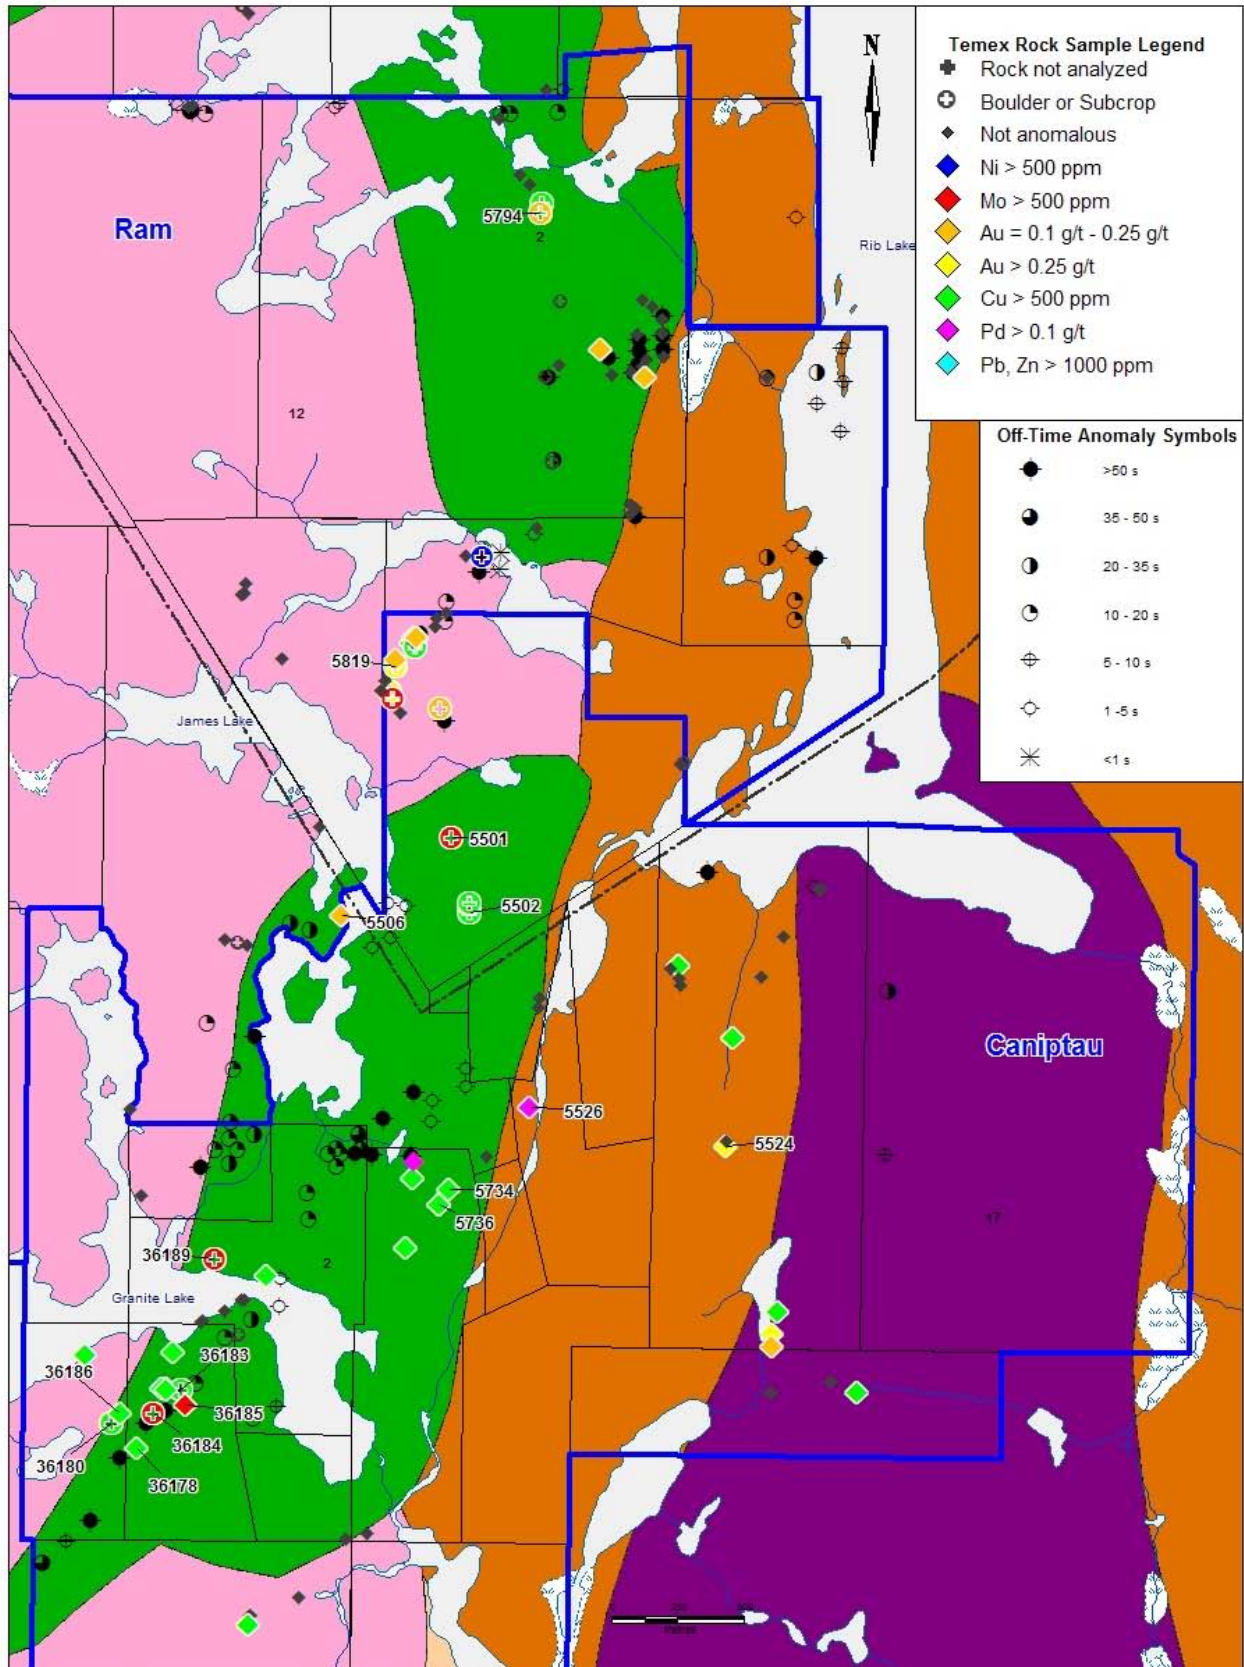 N
Temex Rock Sample Legend
Rock not analyzed
Boulder or Subcrop
Not anomalous
Ni > 500 ppm
Mo > 500 ppm
Au = 0.1 g/t - 0.25 g/t
Au > 0.25 g/t
Cu > 500 ppm
Pd > 0.1 g/t
Pb, Zn > 1000 ppm
Off-Time Anomaly Symbols
>50 s
35 - 50 s
20 - 35 s
10 - 20 s
5 - 10 s
1 -5 s
<1 s
Ram
5794
2
Rib Lake
12
5819
James Lake
5501
5502
5506
Caniptau
5526
5524
5734
17
5736
36189
2
Granite Lake
36183
36186
36185
36184
36180
36178